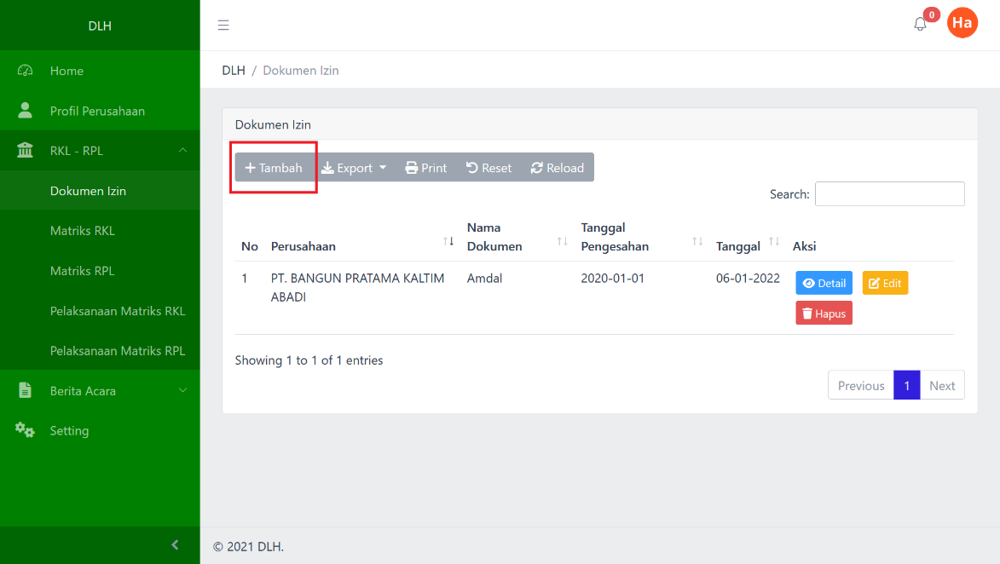 DLH
0
Ha
Home
DLH / Dokumen Izin
Profil Perusahaan
RKL - RPL
Dokumen Izin
Matriks RKL
Matriks RPL
Pelaksanaan Matriks RKL
Pelaksanaan Matriks RPL
Berita Acara
Setting
Dokumen Izin
Tambah Export Print Reset Reload
Search:
No Perusahaan Nama Dokumen Tanggal Pengesahan Tanggal Aksi
1 PT. BANGUN PRATAMA KALTIM Amdal 2020-01-01 06-01-2022 Detail Edit
ABADI
Hapus
Showing 1 to 1 of 1 entries
Previous 1 Next
© 2021 DLH.